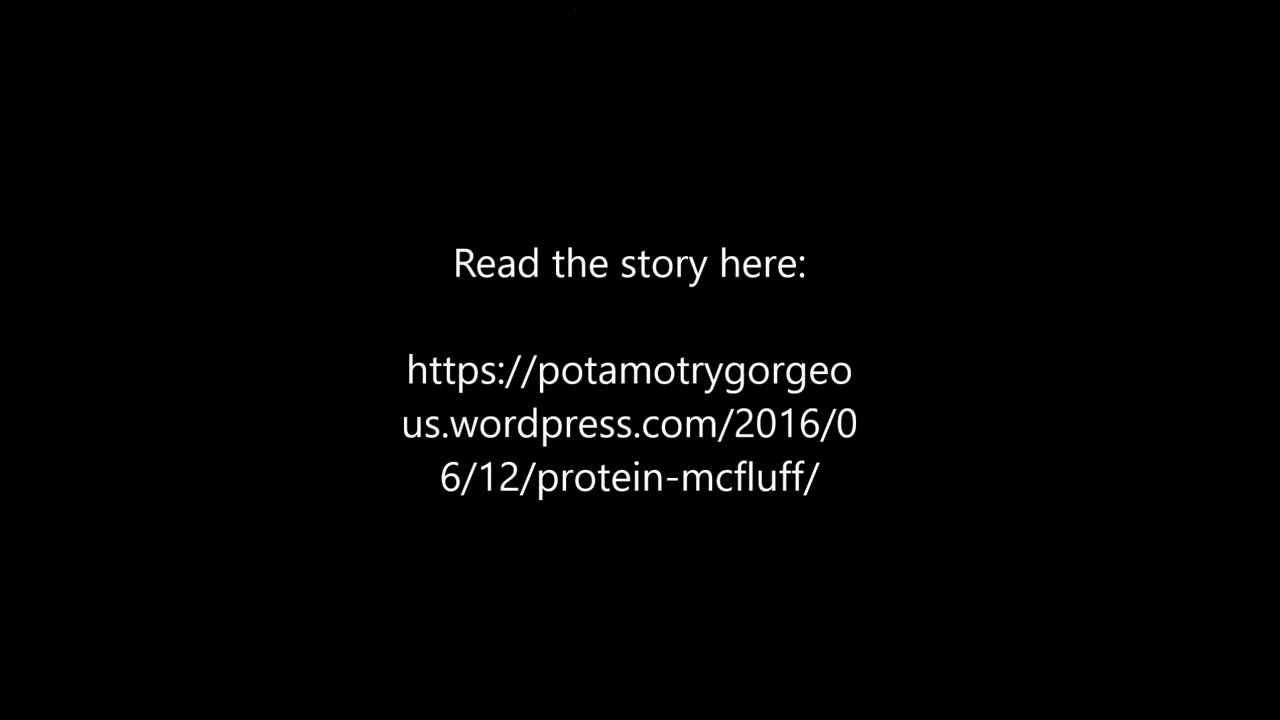 Read the story here:
https://potamotrygorgeo
us.wordpress.com/2016/0
6/12/protein-mcfluff/